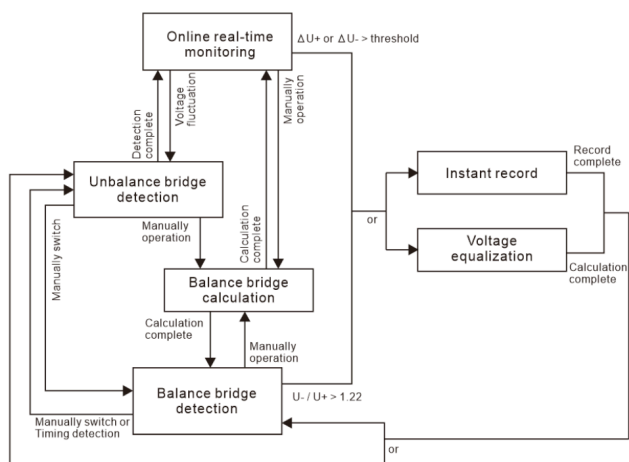 Online real-time
monitoring
ΔU+ or ΔU- > threshold
Detection
complete
Voltage
fluctuation
Manually
operation
Unbalance bridge
detection
Instant record
Record
complete
Manually switch
Manually
operation
Calculation
complete
or
Voltage
equalization
Calculation
complete
Balance bridge
calculation
Calculation
complete
Manually
operation
Balance bridge
detection
U- / U+ > 1.22
Manually switch or
Timing detection
or